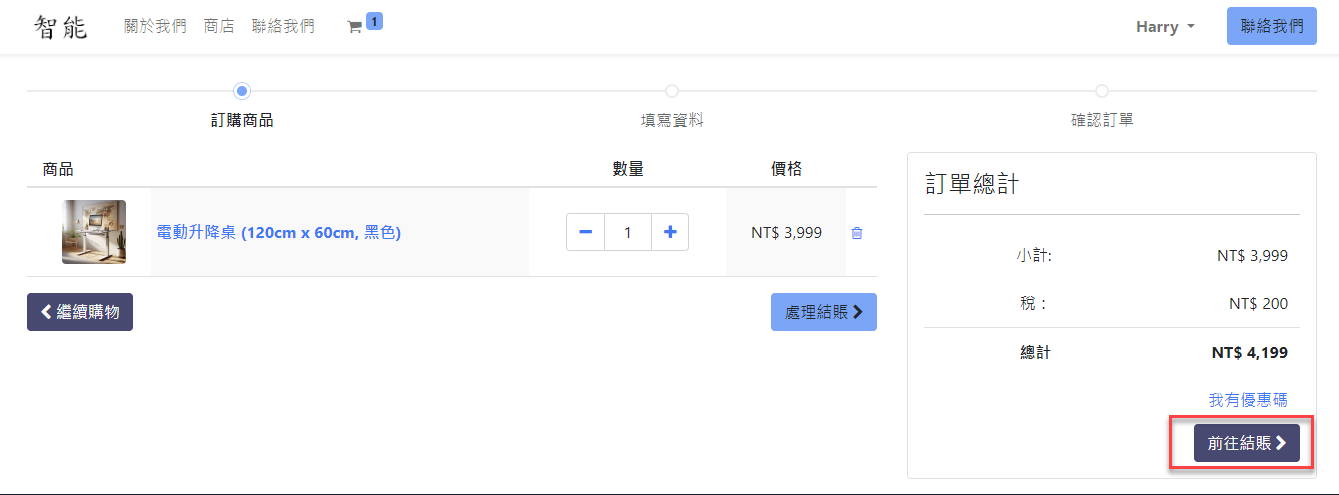 智能 關於我們 商店 聯絡我們 1 Harry 聯絡我們
訂購商品 填寫資料 確認訂單
商品 數量 價格
電動升降桌 (120cm x 60cm, 黑色) 1 NT$ 3,999
繼續購物 處理結賬
訂單總計
小計: NT$ 3,999
稅： NT$ 200
總計 NT$ 4,199
我有優惠碼
前往結賬